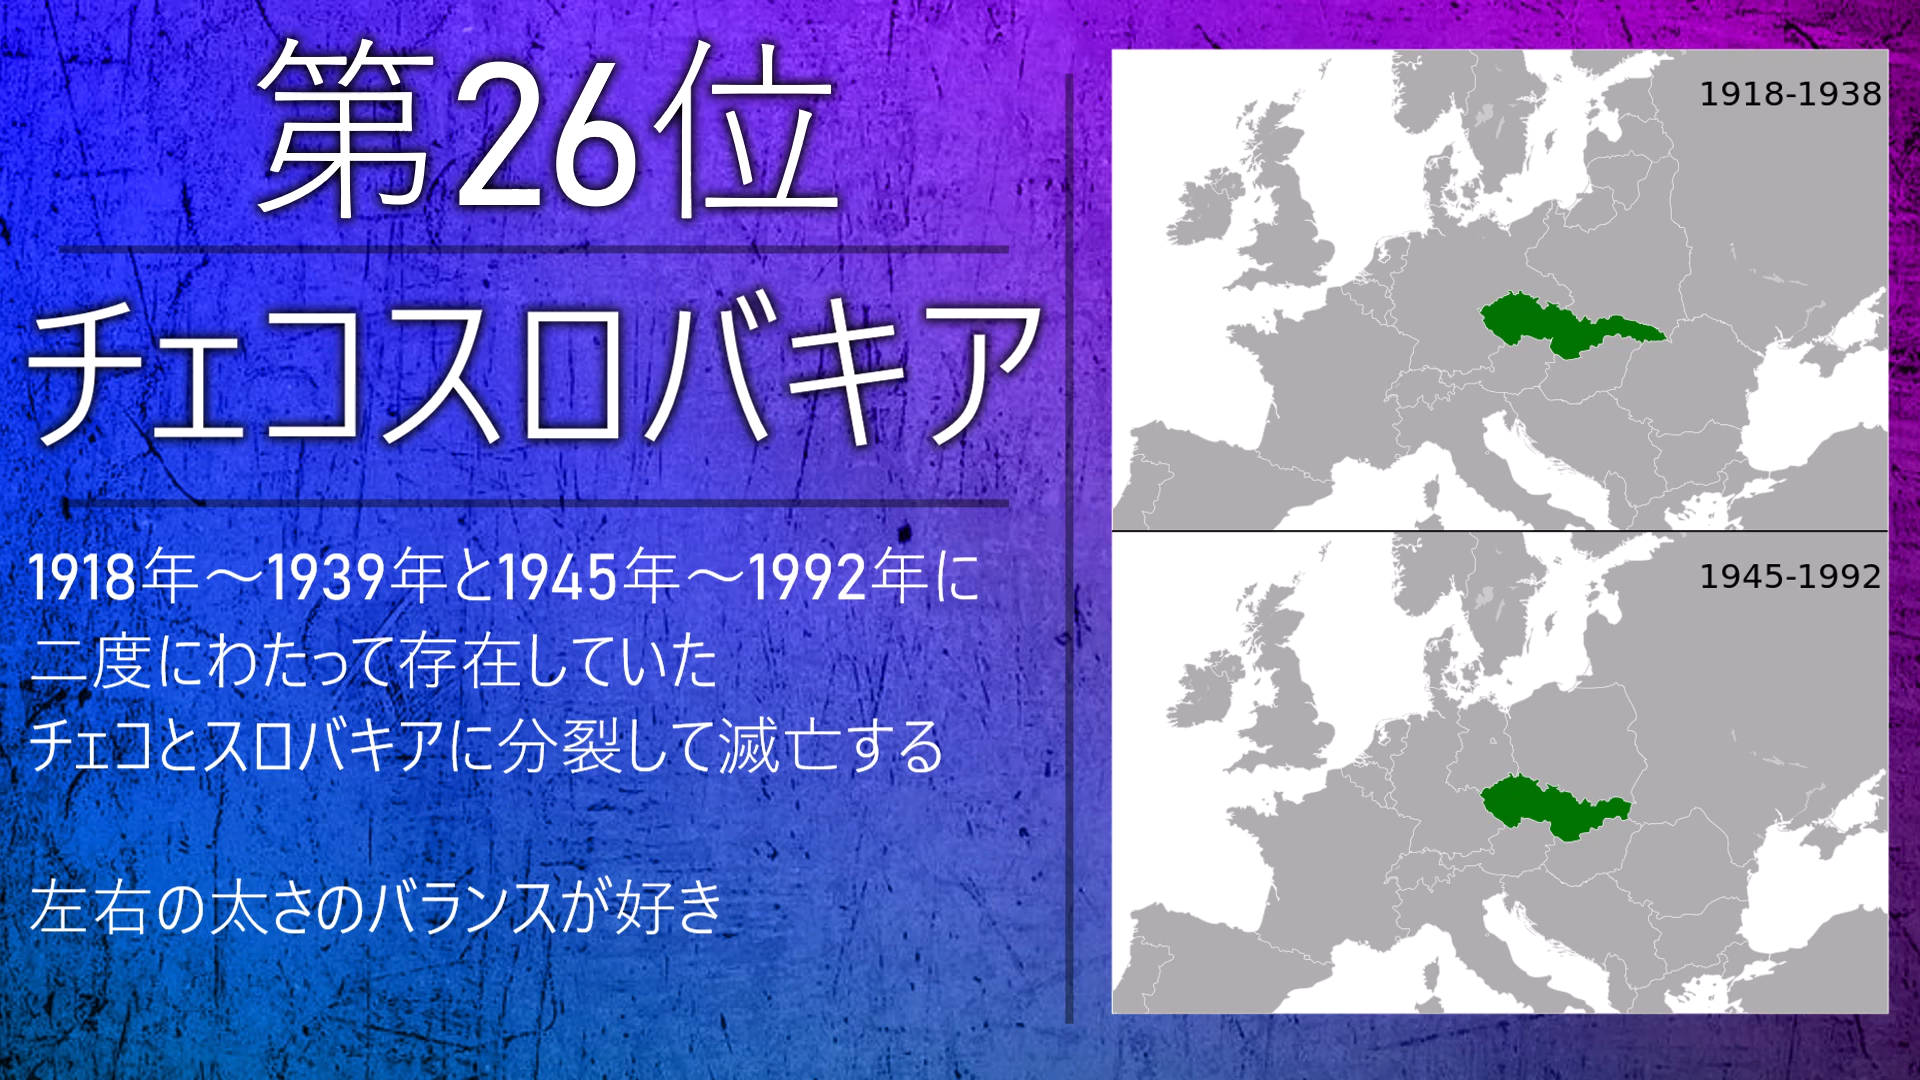 第26位
チェコスロバキア
1918年～1939年と1945年～1992年に
二度にわたって存在していた
チェコとスロバキアに分裂して滅亡する
左右の太さのバランスが好き
1918-1938
1945-1992